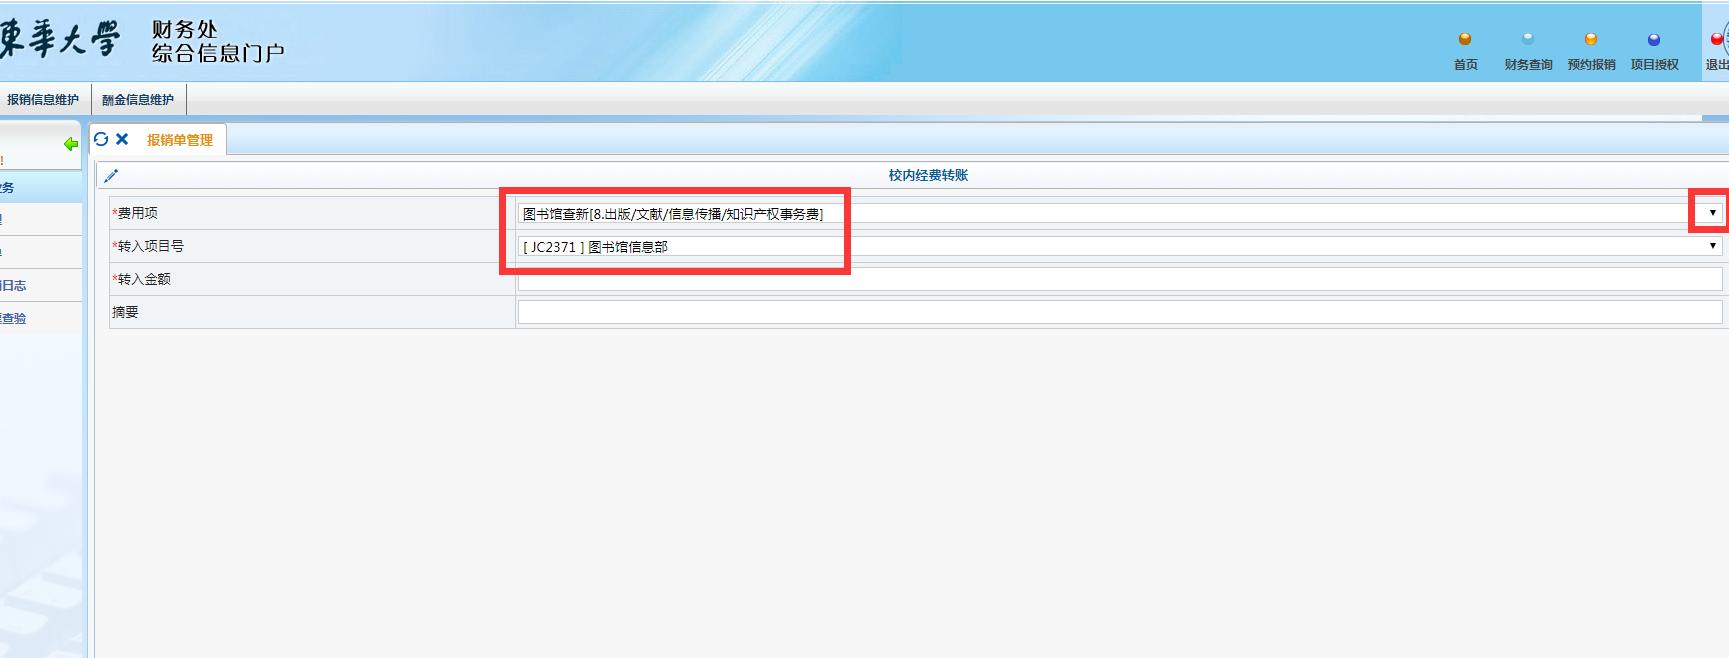 東華大學
财务处
综合信息门户
首页
财务查询
预约报销
项目授权
退出
报销信息维护
酬金信息维护
报销单管理
!
务
日志
查验
校内经费转账
*费用项
图书馆查新[8.出版/文献/信息传播/知识产权事务费]
*转入项目号
[ JC2371 ] 图书馆信息部
*转入金额
摘要